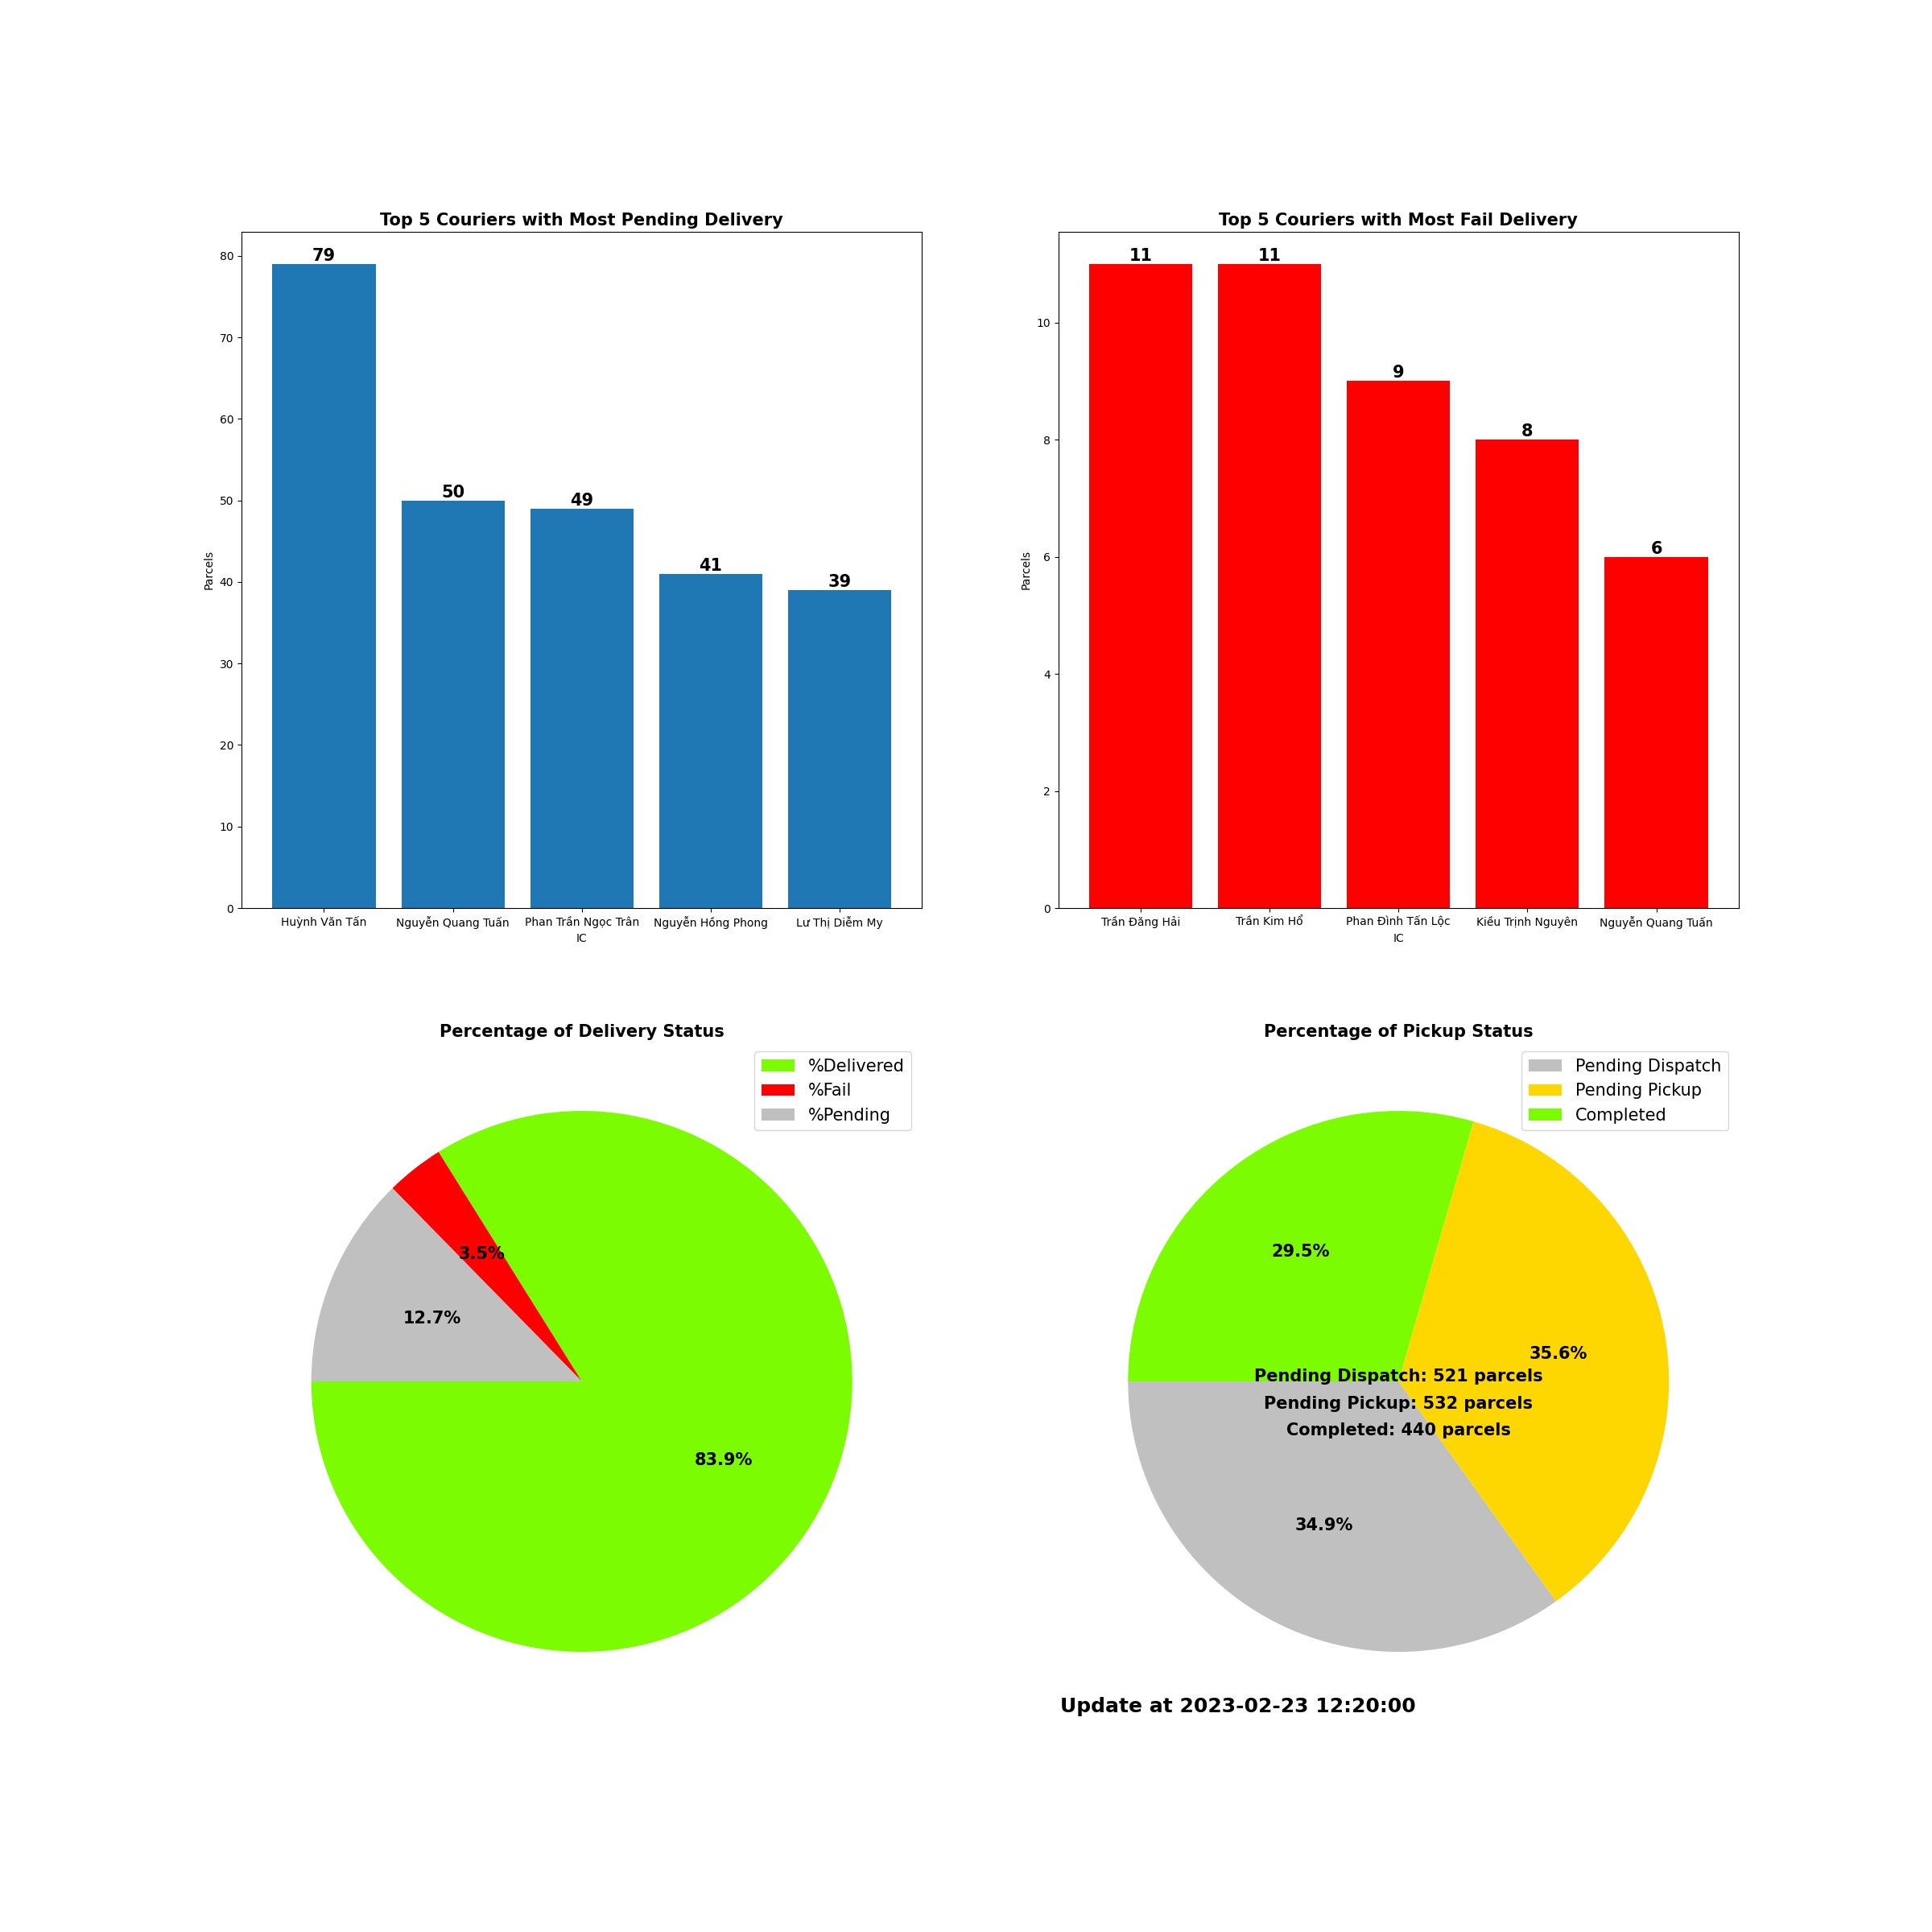 Top 5 Couriers with Most Pending Delivery
80
70
60
50
40
30
20
10
0
Parcels
79
50
49
41
39
Huỳnh Văn Tấn
Nguyễn Quang Tuấn
Phan Trần Ngọc Trân
Nguyễn Hồng Phong
Lư Thị Diễm My
IC
Top 5 Couriers with Most Fail Delivery
10
8
6
4
2
0
Parcels
11
11
9
8
6
Trần Đăng Hải
Trần Kim Hổ
Phan Đình Tấn Lộc
Kiều Trịnh Nguyên
Nguyễn Quang Tuấn
IC
Percentage of Delivery Status
%Delivered
%Fail
%Pending
3.5%
12.7%
83.9%
Percentage of Pickup Status
Pending Dispatch
Pending Pickup
Completed
29.5%
35.6%
Pending Dispatch: 521 parcels
Pending Pickup: 532 parcels
Completed: 440 parcels
34.9%
Update at 2023-02-23 12:20:00